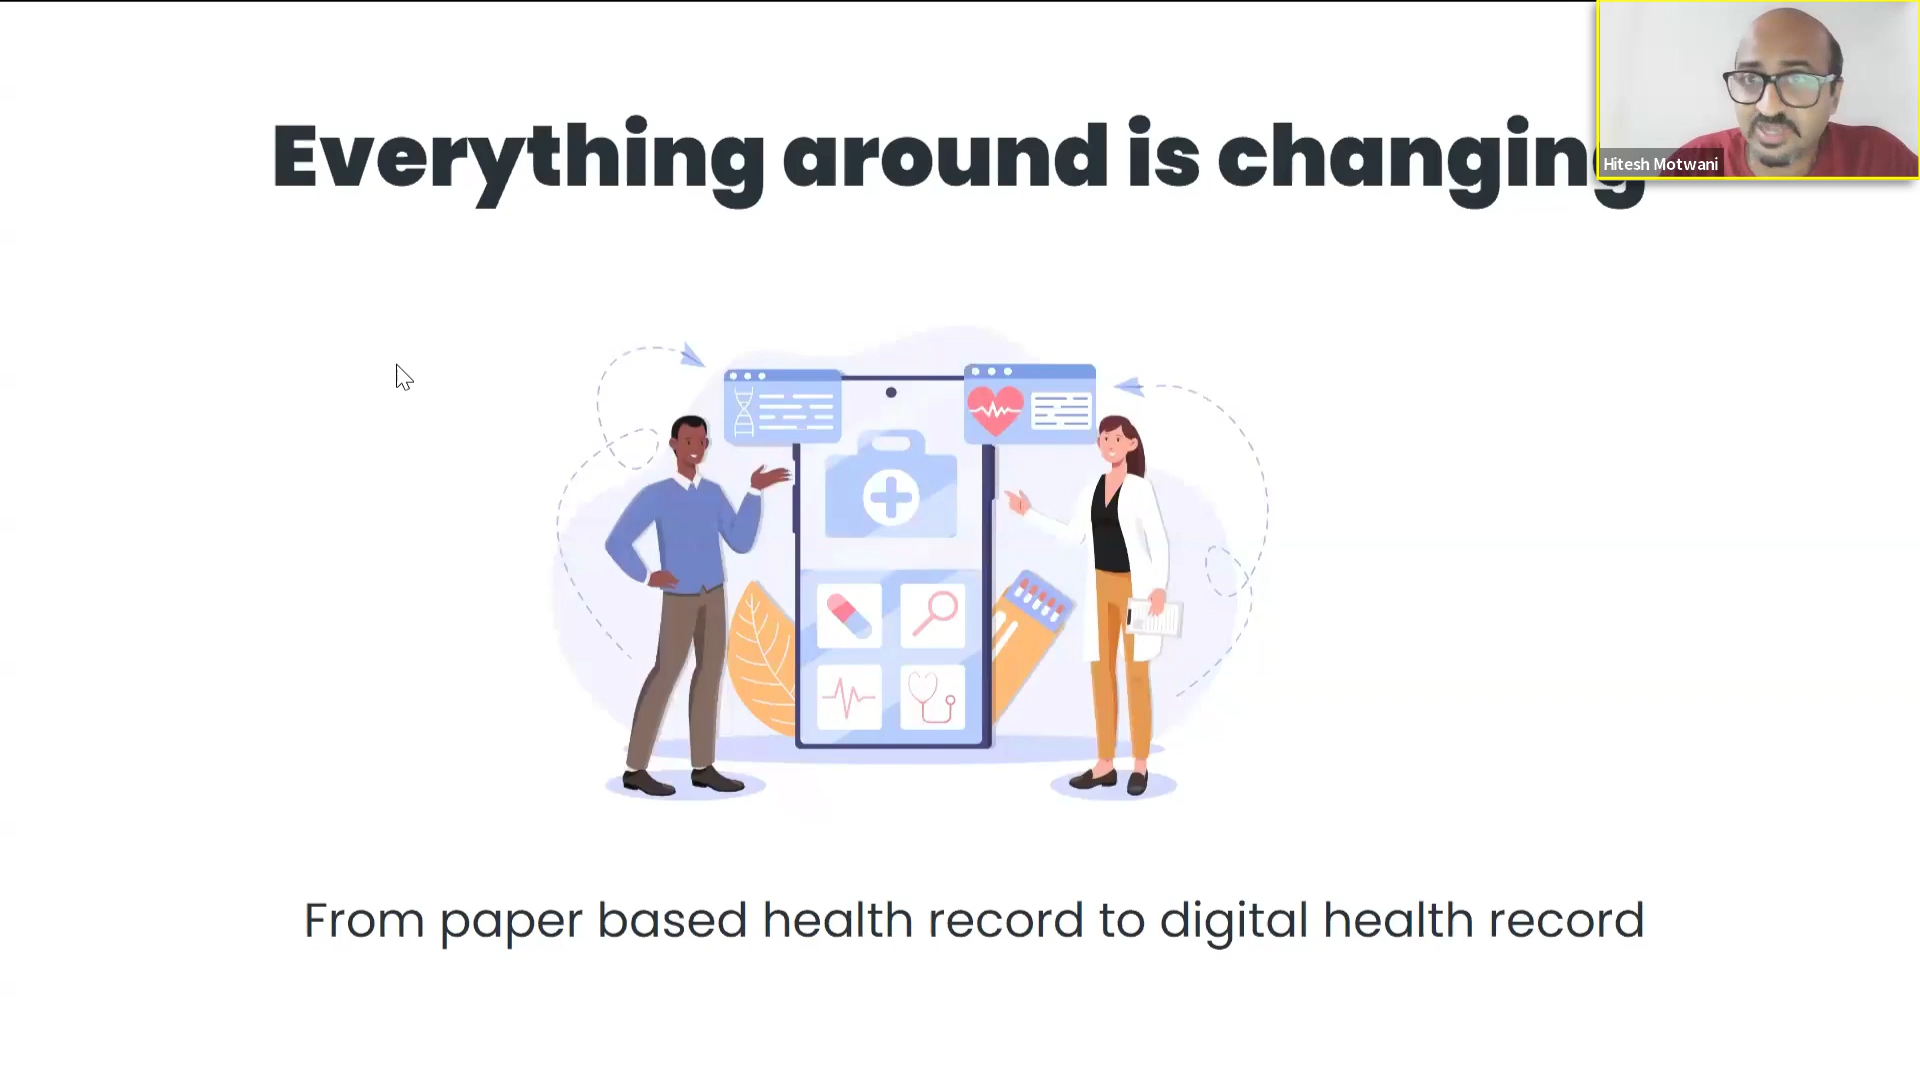 Everything around is changing
Hitesh Motwani
From paper based health record to digital health record